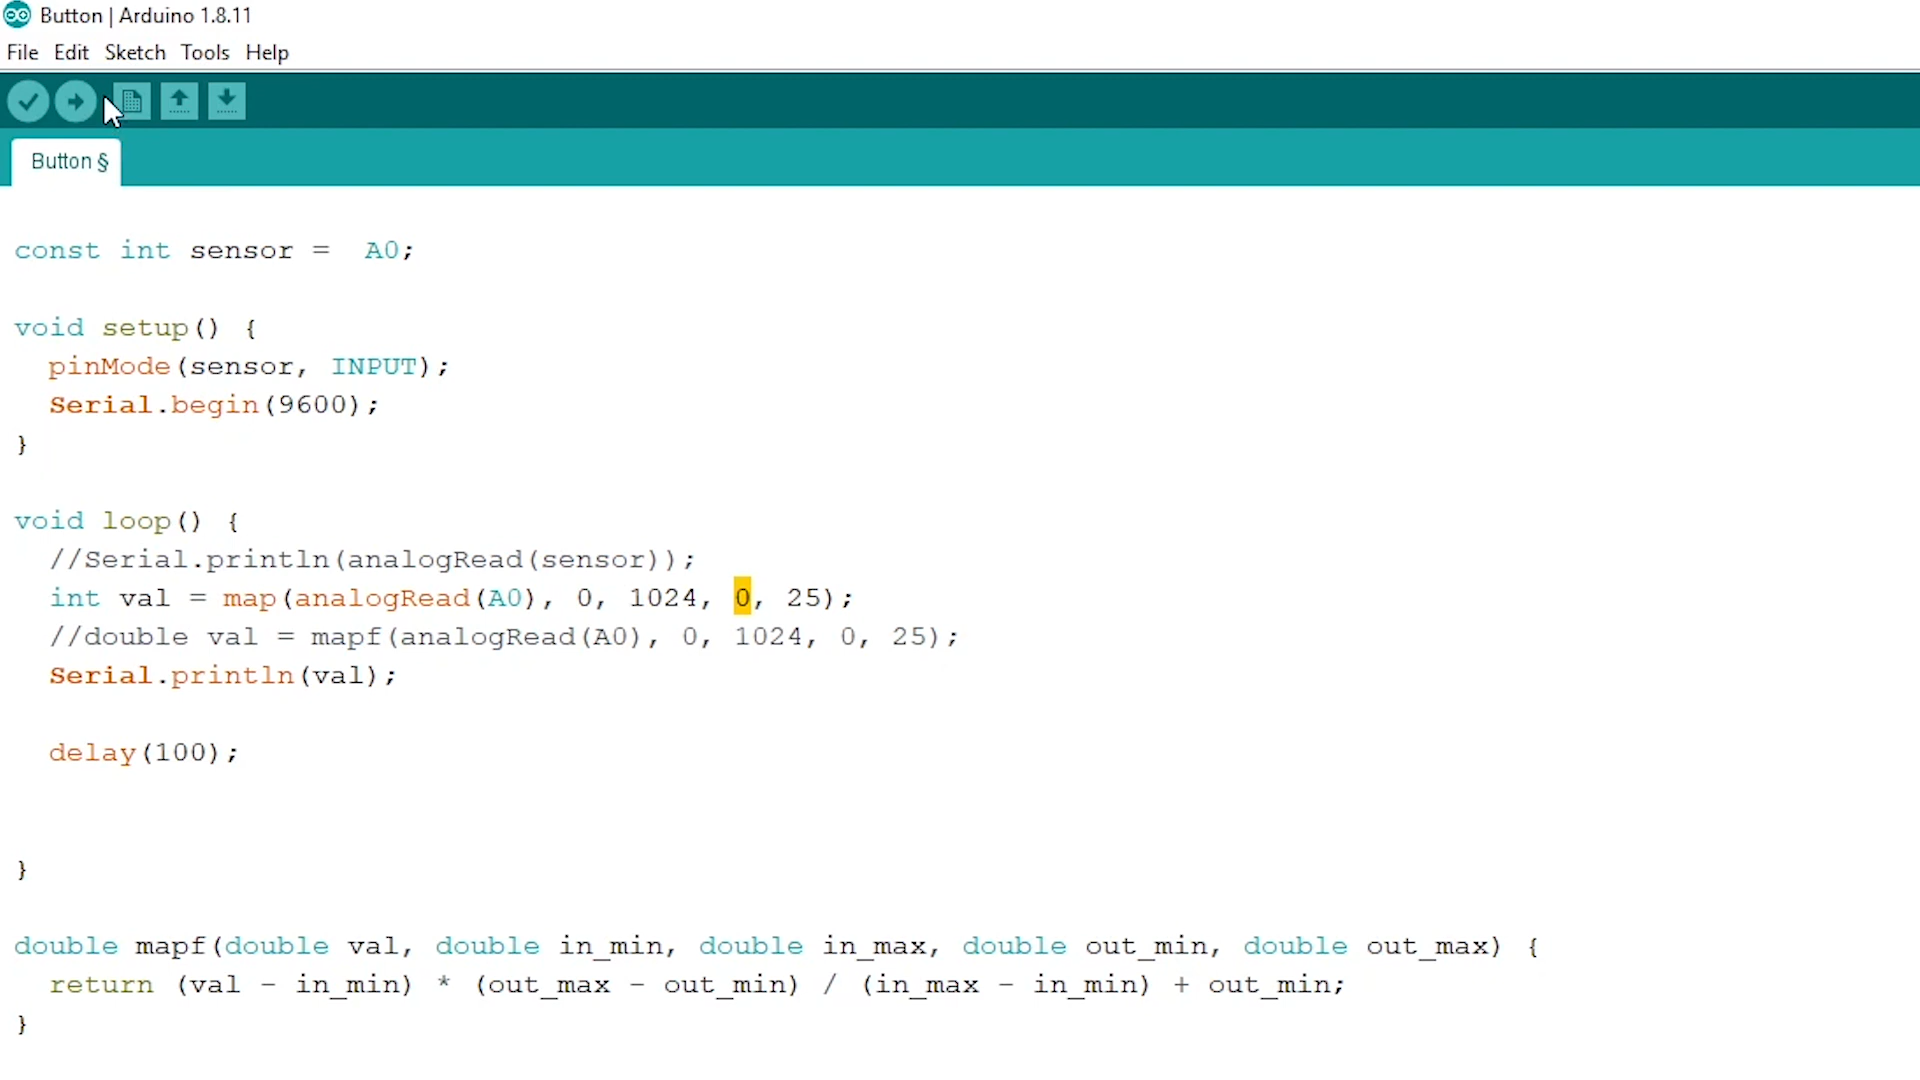 Button | Arduino 1.8.11
File Edit Sketch Tools Help
Button §
const int sensor =  A0;
void setup() {
  pinMode(sensor, INPUT);
  Serial.begin(9600);
}
void loop() {
  //Serial.println(analogRead(sensor));
  int val = map(analogRead(A0), 0, 1024, 0, 25);
  //double val = mapf(analogRead(A0), 0, 1024, 0, 25);
  Serial.println(val);
  delay(100);
}
double mapf(double val, double in_min, double in_max, double out_min, double out_max) {
  return (val - in_min) * (out_max - out_min) / (in_max - in_min) + out_min;
}